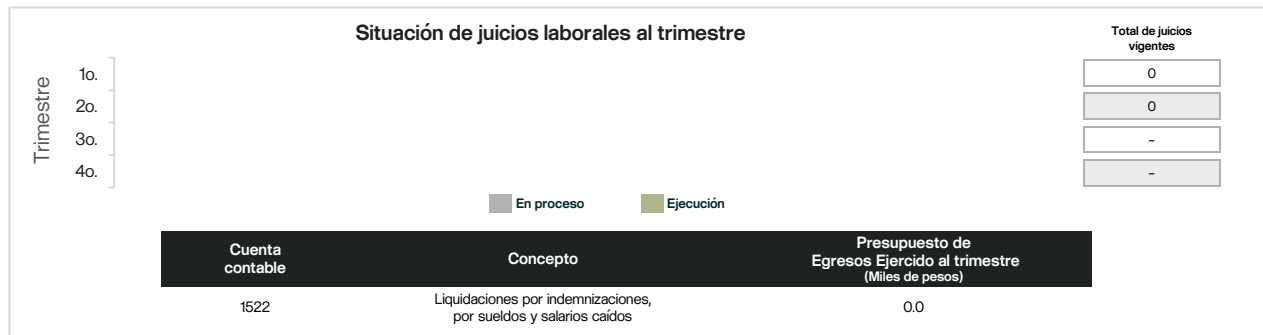 Situación de juicios laborales al trimestre
Total de juicios
vigentes
Trimestre
1o.
0
2o.
0
3o.
-
4o.
-
En proceso
Ejecución
Cuenta
contable
Concepto
Presupuesto de
Egresos Ejercido al trimestre
(Miles de pesos)
1522
Liquidaciones por indemnizaciones,
por sueldos y salarios caídos
0.0